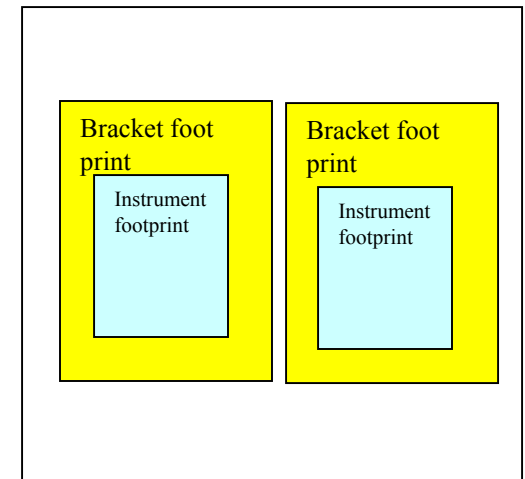 Bracket foot
print
Instrument
footprint
Bracket foot
print
Instrument
footprint